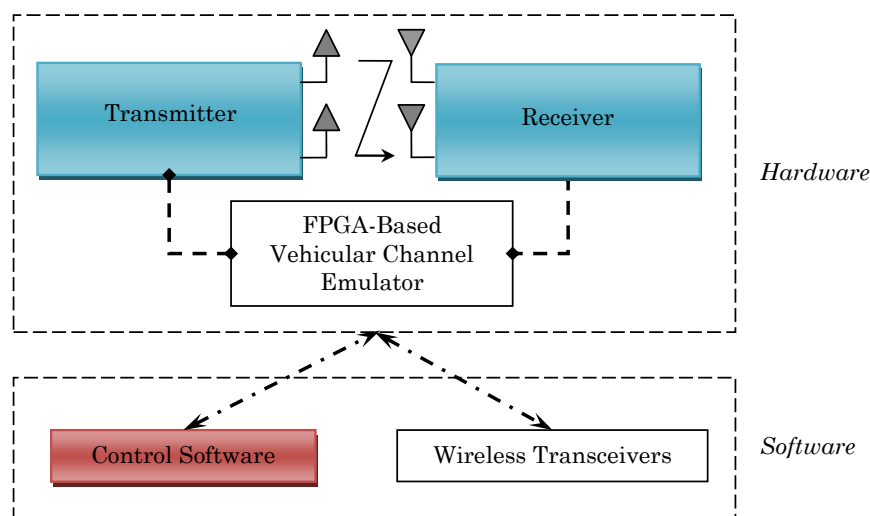 Transmitter
Receiver
Hardware
FPGA-Based
Vehicular Channel
Emulator
Control Software
Wireless Transceivers
Software